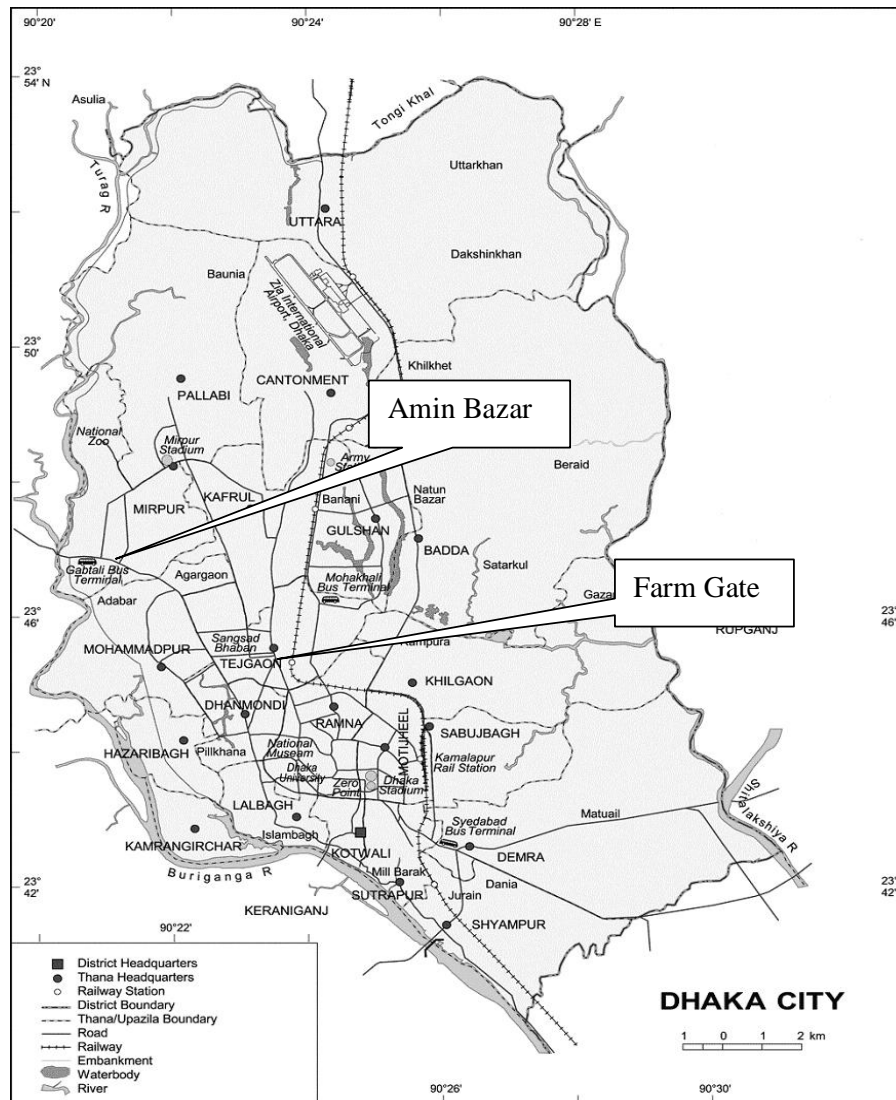 90°20'
90°24'
90°28' E
23°
54' N
Asulia
Tongi Khal
Turag R
Uttarkhan
UTTARA
Dakshinkhan
Baunia
Zia International
Airport, Dhaka
23°
50'
Khilkhet
PALLABI
CANTONMENT
Amin Bazar
National
Zoo
Mirpur
Stadium
Army
Beraid
Natun
Bazar
KAFRUL
Banani
MIRPUR
GULSHAN
BADDA
Gabtali Bus
Terminal
Agargaon
Mohakhali
Bus Terminal
Satarkul
Adabar
Farm Gate
23°
46'
23°
46'
RUPGANJ
Sangsad
Bhaban
MOHAMMADPUR
TEJGAON
KHILGAON
DHANMONDI
RAMNA
SABUJBAGH
HAZARIBAGH
Pillkhana
National
Museam
MOTIJHEEL
Kamalapur
Rail Station
Dhaka
University
Zero
Point
Dhaka
Stadium
LALBAGH
Shitalakshiya R
Matuail
Islambagh
Syedabad
Bus Terminal
KAMRANGIRCHAR
KOTWALI
DEMRA
Buriganga R
Mill Barak
Dania
SUTRAPUR
Jurain
23°
42'
23°
42'
KERANIGANJ
SHYAMPUR
90°22'
District Headquarters
Thana Headquarters
Railway Station
District Boundary
Thana/Upazila Boundary
Road
Railway
Embankment
Waterbody
River
DHAKA CITY
1 0 1 2 km
90°26'
90°30'